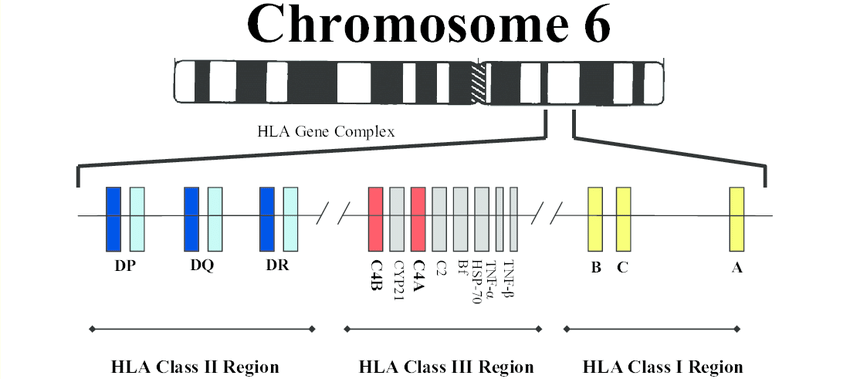 Chromosome 6
HLA Gene Complex
DP
DQ
DR
C4B
CYP21
C4A
C2
Bf
HSP-70
TNF-α
TNF-β
B
C
A
HLA Class II Region
HLA Class III Region
HLA Class I Region